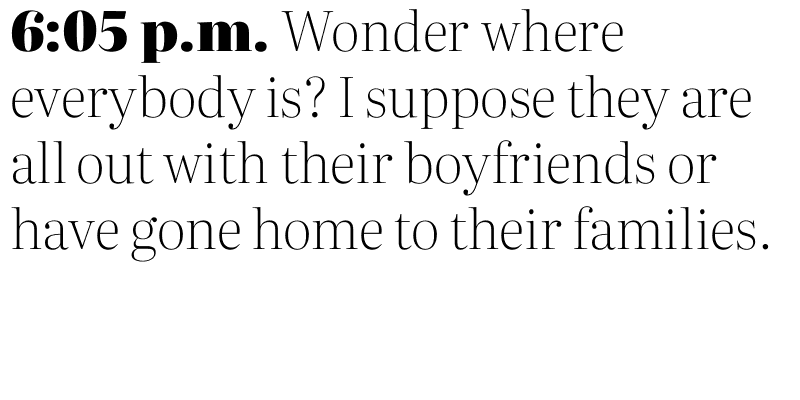 6:05 p.m. Wonder where
everybody is? I suppose they are
all out with their boyfriends or
have gone home to their families.